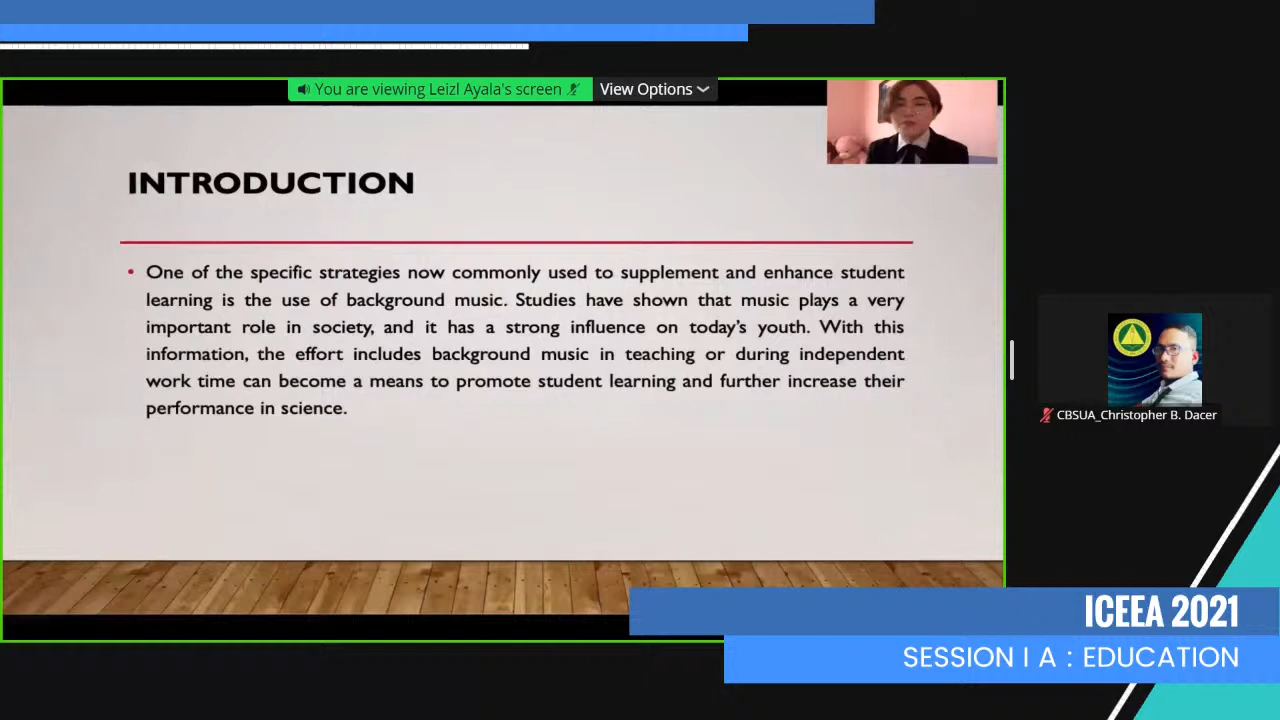 You are viewing Leizl Ayala's screen
View Options
INTRODUCTION
• One of the specific strategies now commonly used to supplement and enhance student
learning is the use of background music. Studies have shown that music plays a very
important role in society, and it has a strong influence on today's youth. With this
information, the effort includes background music in teaching or during independent
work time can become a means to promote student learning and further increase their
performance in science.
CBSUA_Christopher B. Dacer
ICEEA 2021
SESSION I A : EDUCATION